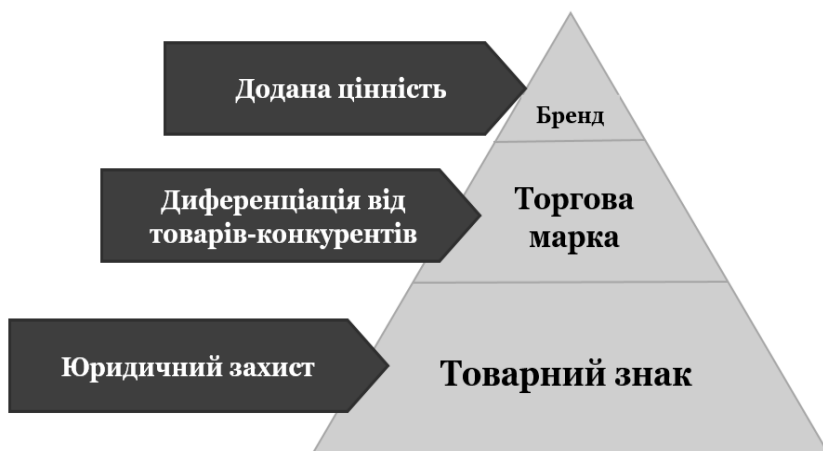 Додана цінність
Бренд
Диференціація від
товарів-конкурентів
Торгова
марка
Юридичний захист
Товарний знак